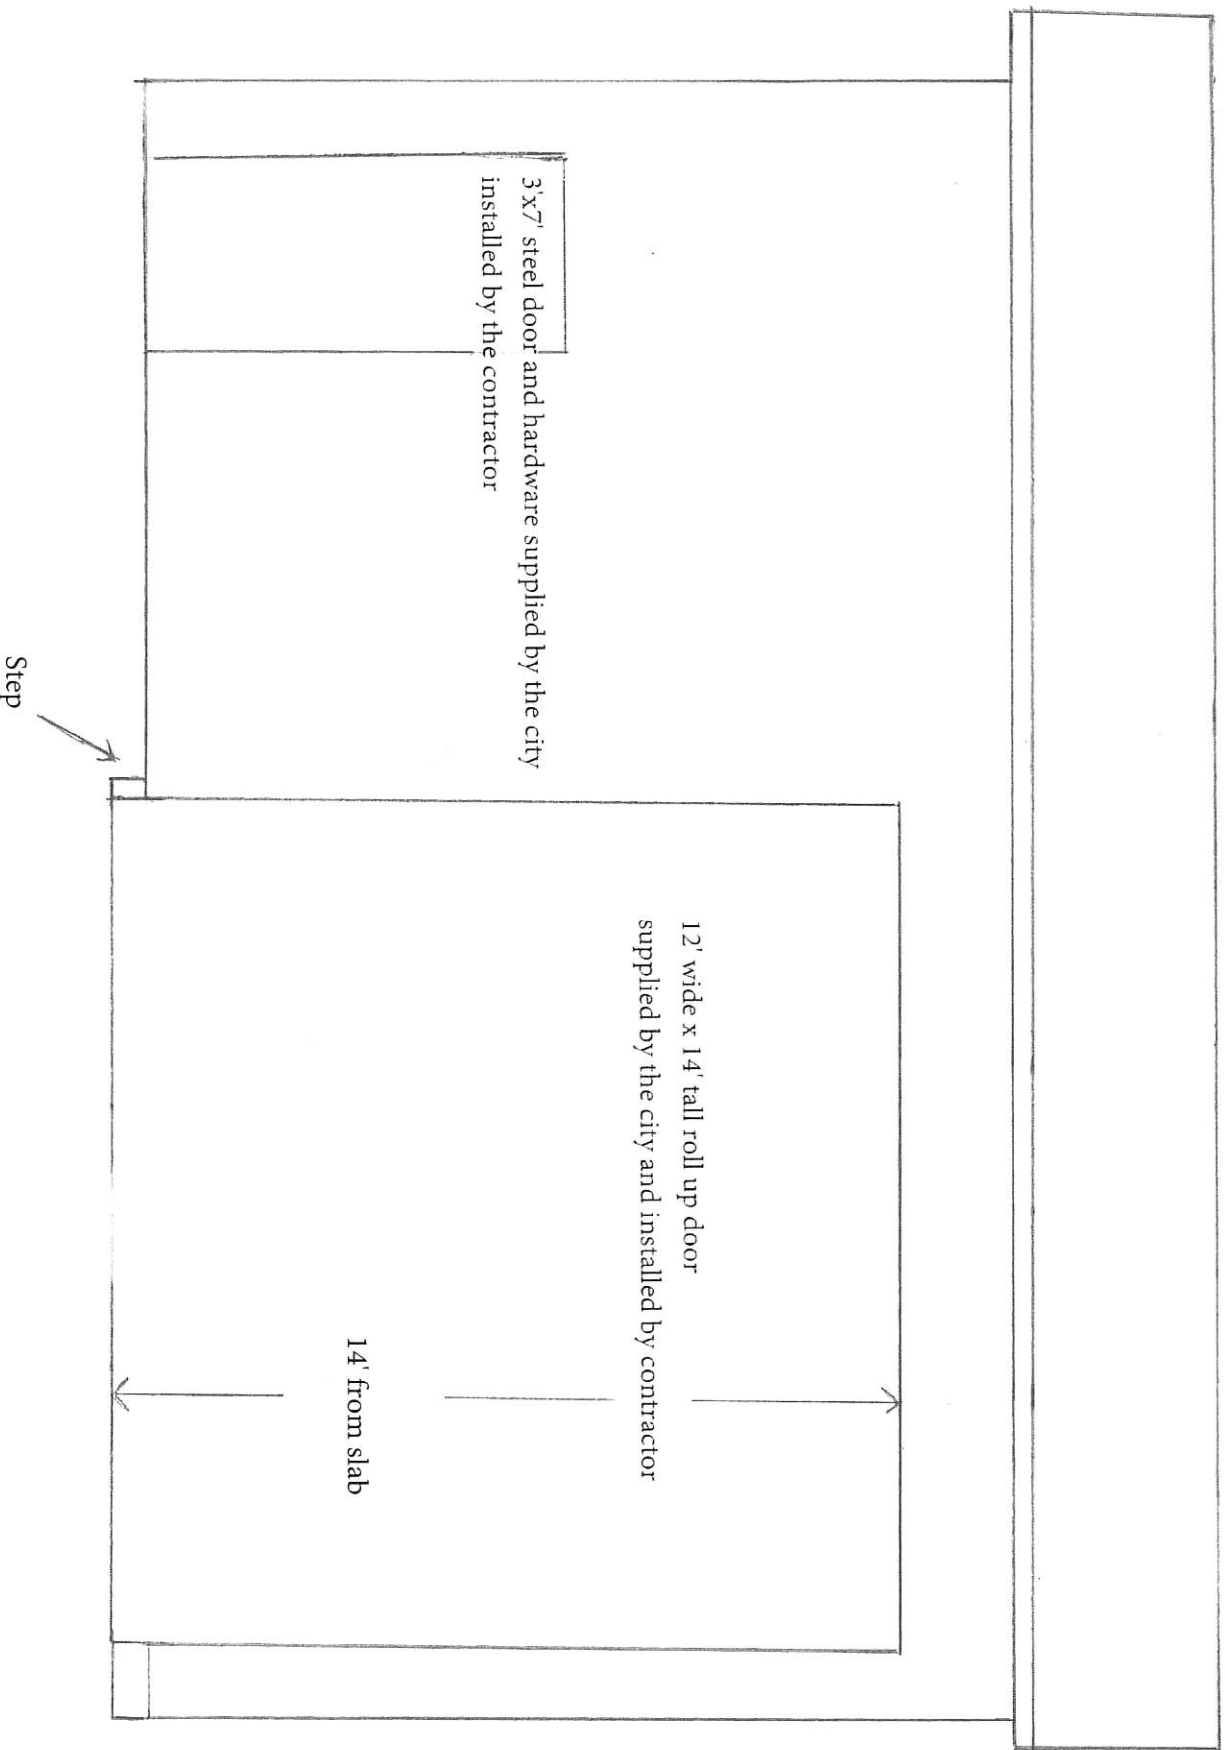 3'x7' steel door and hardware supplied by the city
installed by the contractor
12' wide x 14' tall roll up door
supplied by the city and installed by contractor
14' from slab
Step